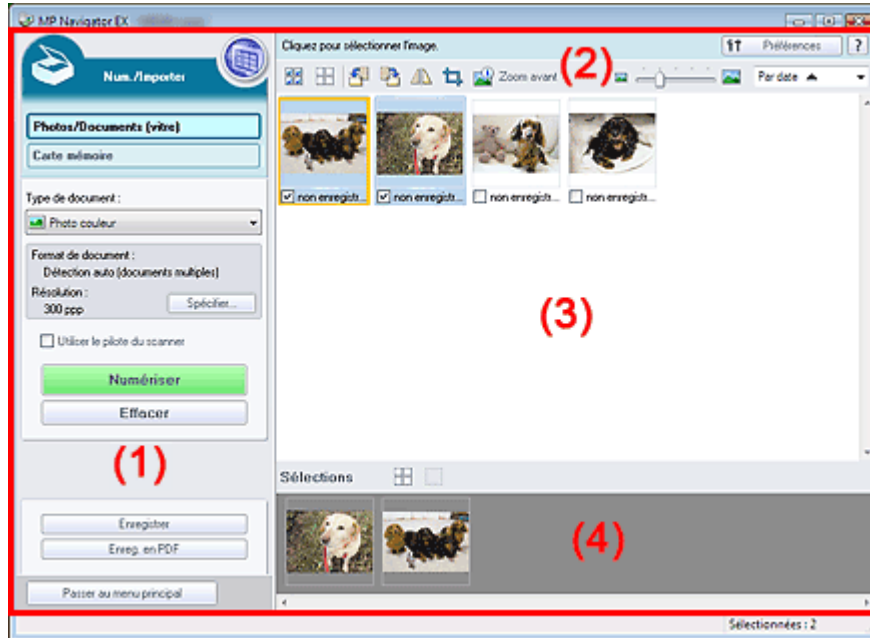 MP Navigator EX
Num./Importer
Photos/Documents (vitre)
Carte mémoire
Type de document :
Photo couleur
Format de document :
Détection auto (documents multiples)
Résolution :
300 ppp
Spécifier...
Utiliser le pilote du scanner
Numériser
Effacer
(1)
Enregistrer
Enreg. en PDF
Passer au menu principal
Cliquez pour sélectionner l'image.
Préférences
?
Zoom avant
(2)
Par date
non enregistr...
non enregistr...
non enregistr...
non enregistr...
(3)
Sélections
(4)
Sélectionnées : 2